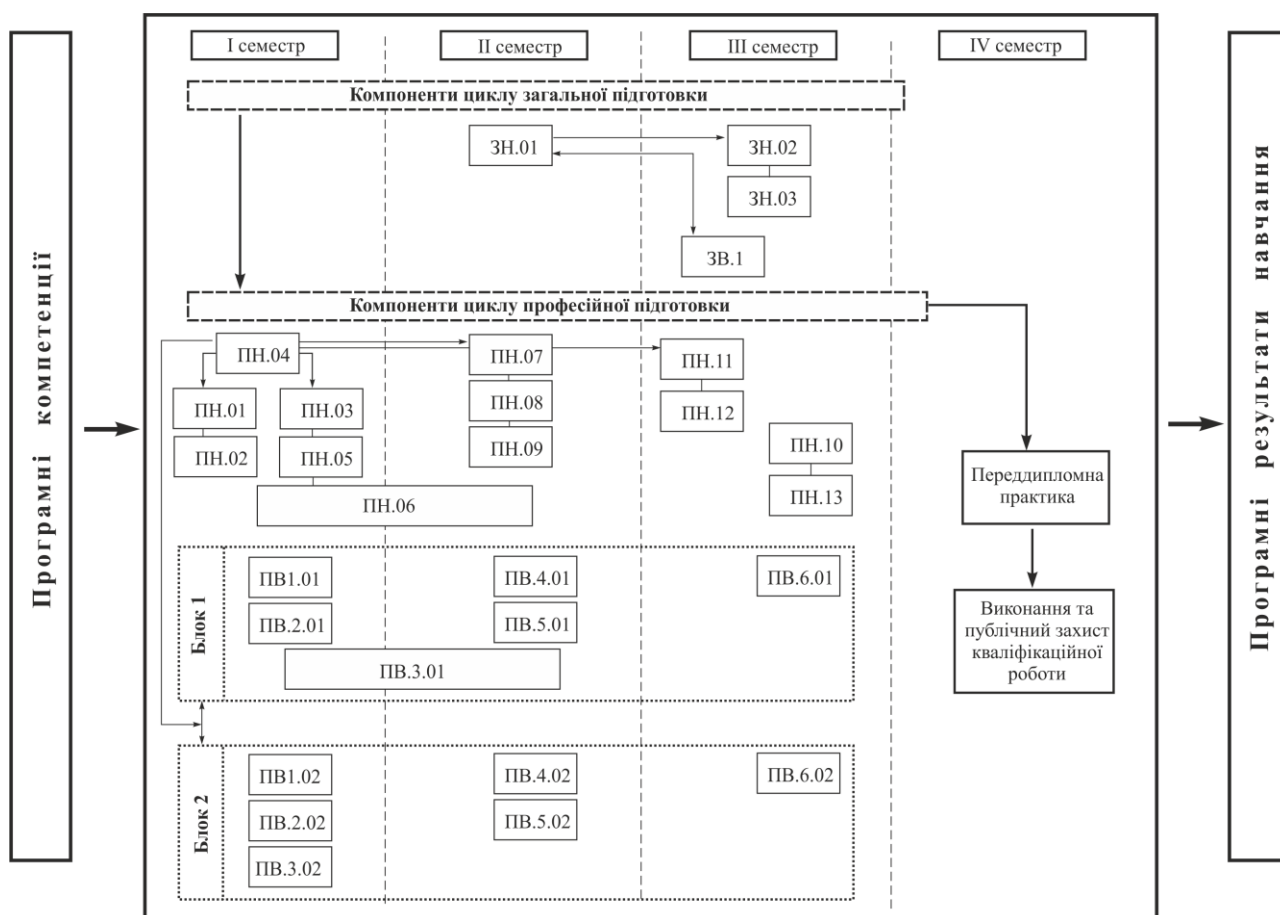 Програмні компетенції
I семестр
II семестр
III семестр
IV семестр
Компоненти циклу загальної підготовки
ЗН.01
ЗН.02
ЗН.03
ЗВ.1
Компоненти циклу професійної підготовки
ПН.04
ПН.07
ПН.11
ПН.01
ПН.03
ПН.08
ПН.12
ПН.02
ПН.05
ПН.09
ПН.10
ПН.06
ПН.13
Переддипломна
практика
Блок 1
ПВ1.01
ПВ.4.01
ПВ.6.01
ПВ.2.01
ПВ.5.01
ПВ.3.01
Виконання та
публічний захист
кваліфікаційної
роботи
Блок 2
ПВ1.02
ПВ.4.02
ПВ.6.02
ПВ.2.02
ПВ.5.02
ПВ.3.02
Програмні результати навчання